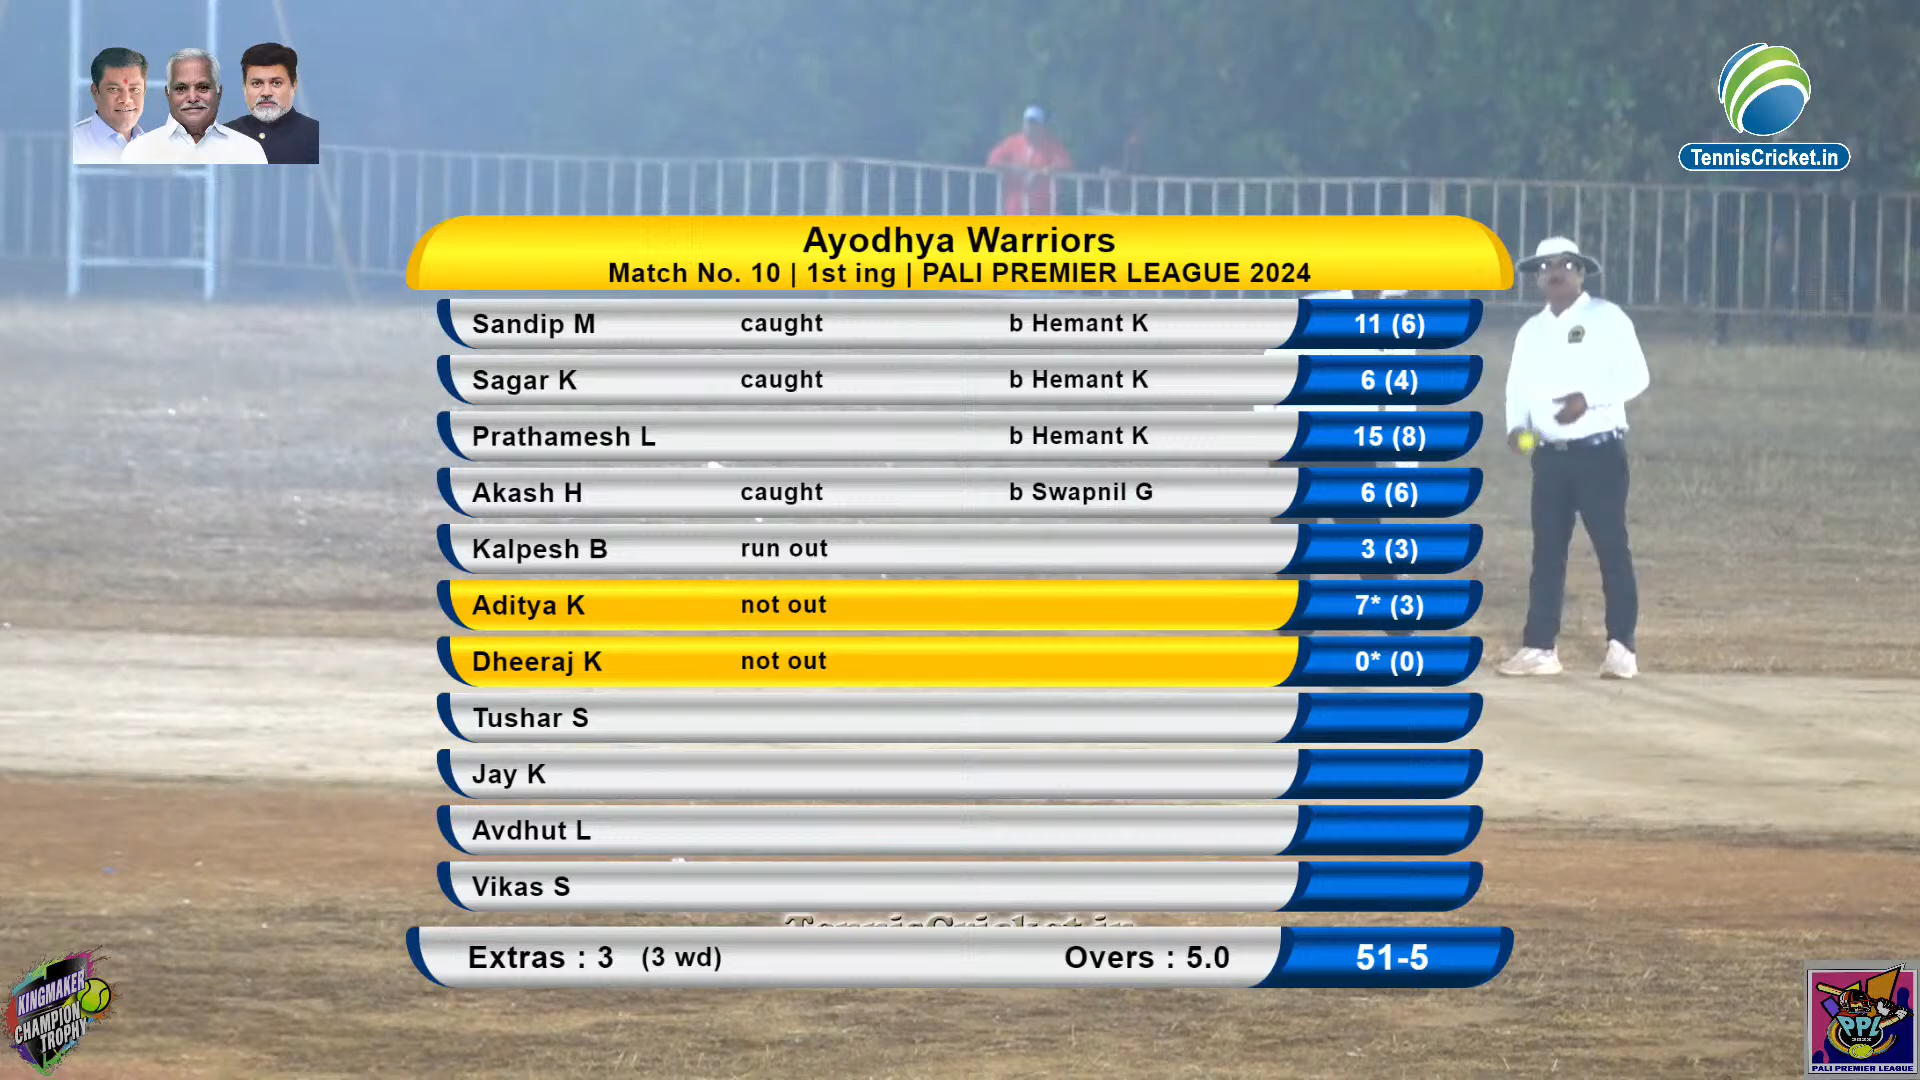 TennisCricket.in
Ayodhya Warriors
Match No. 10 | 1st ing | PALI PREMIER LEAGUE 2024
Sandip M caught b Hemant K 11 (6)
Sagar K caught b Hemant K 6 (4)
Prathamesh L b Hemant K 15 (8)
Akash H caught b Swapnil G 6 (6)
Kalpesh B run out 3 (3)
Aditya K not out 7* (3)
Dheeraj K not out 0* (0)
Tushar S
Jay K
Avdhut L
Vikas S
TennisCricket.in
Extras : 3 (3 wd) Overs : 5.0 51-5
KINGMAKER
CHAMPION
TROPHY
PPL
PALI PREMIER LEAGUE